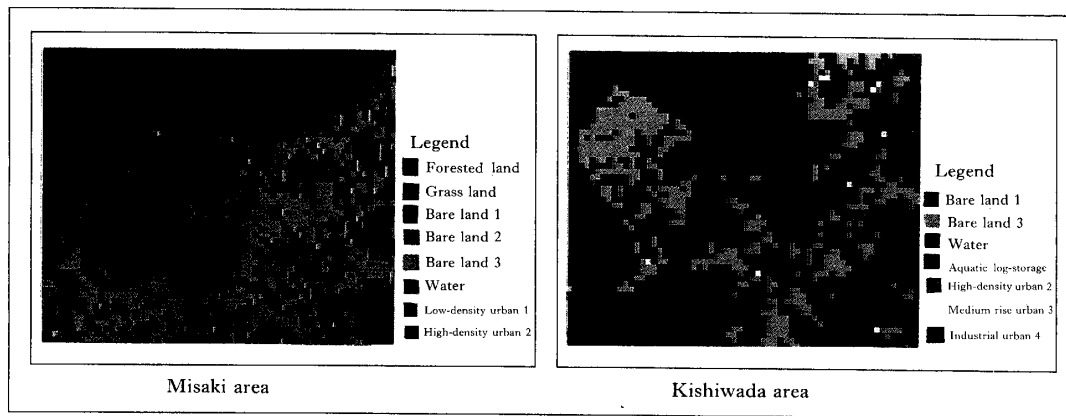 Legend
Forested land
Grass land
Bare land 1
Bare land 2
Bare land 3
Water
Low-density urban 1
High-density urban 2
Misaki area
Legend
Bare land 1
Bare land 3
Water
Aquatic log-storage
High-density urban 2
Medium rise urban 3
Industrial urban 4
Kishiwada area